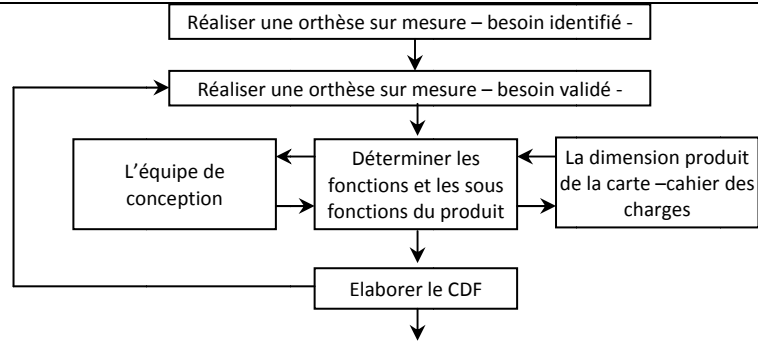 Réaliser une orthèse sur mesure – besoin identifié -
Réaliser une orthèse sur mesure – besoin validé -
L'équipe de
conception
Déterminer les
fonctions et les sous
fonctions du produit
La dimension produit
de la carte –cahier des
charges
Elaborer le CDF